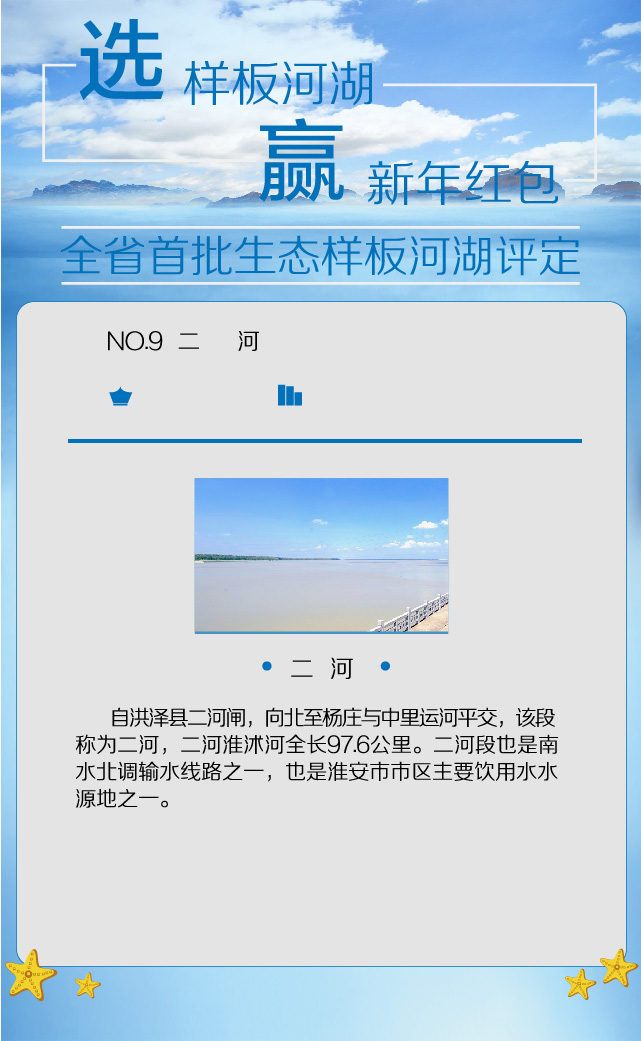 选 样板河湖
赢 新年红包
全省首批生态样板河湖评定
NO.9 二 河
二 河
自洪泽县二河闸，向北至杨庄与中里运河平交，该段
称为二河，二河淮沭河全长97.6公里。二河段也是南
水北调输水线路之一，也是淮安市市区主要饮用水水
源地之一。